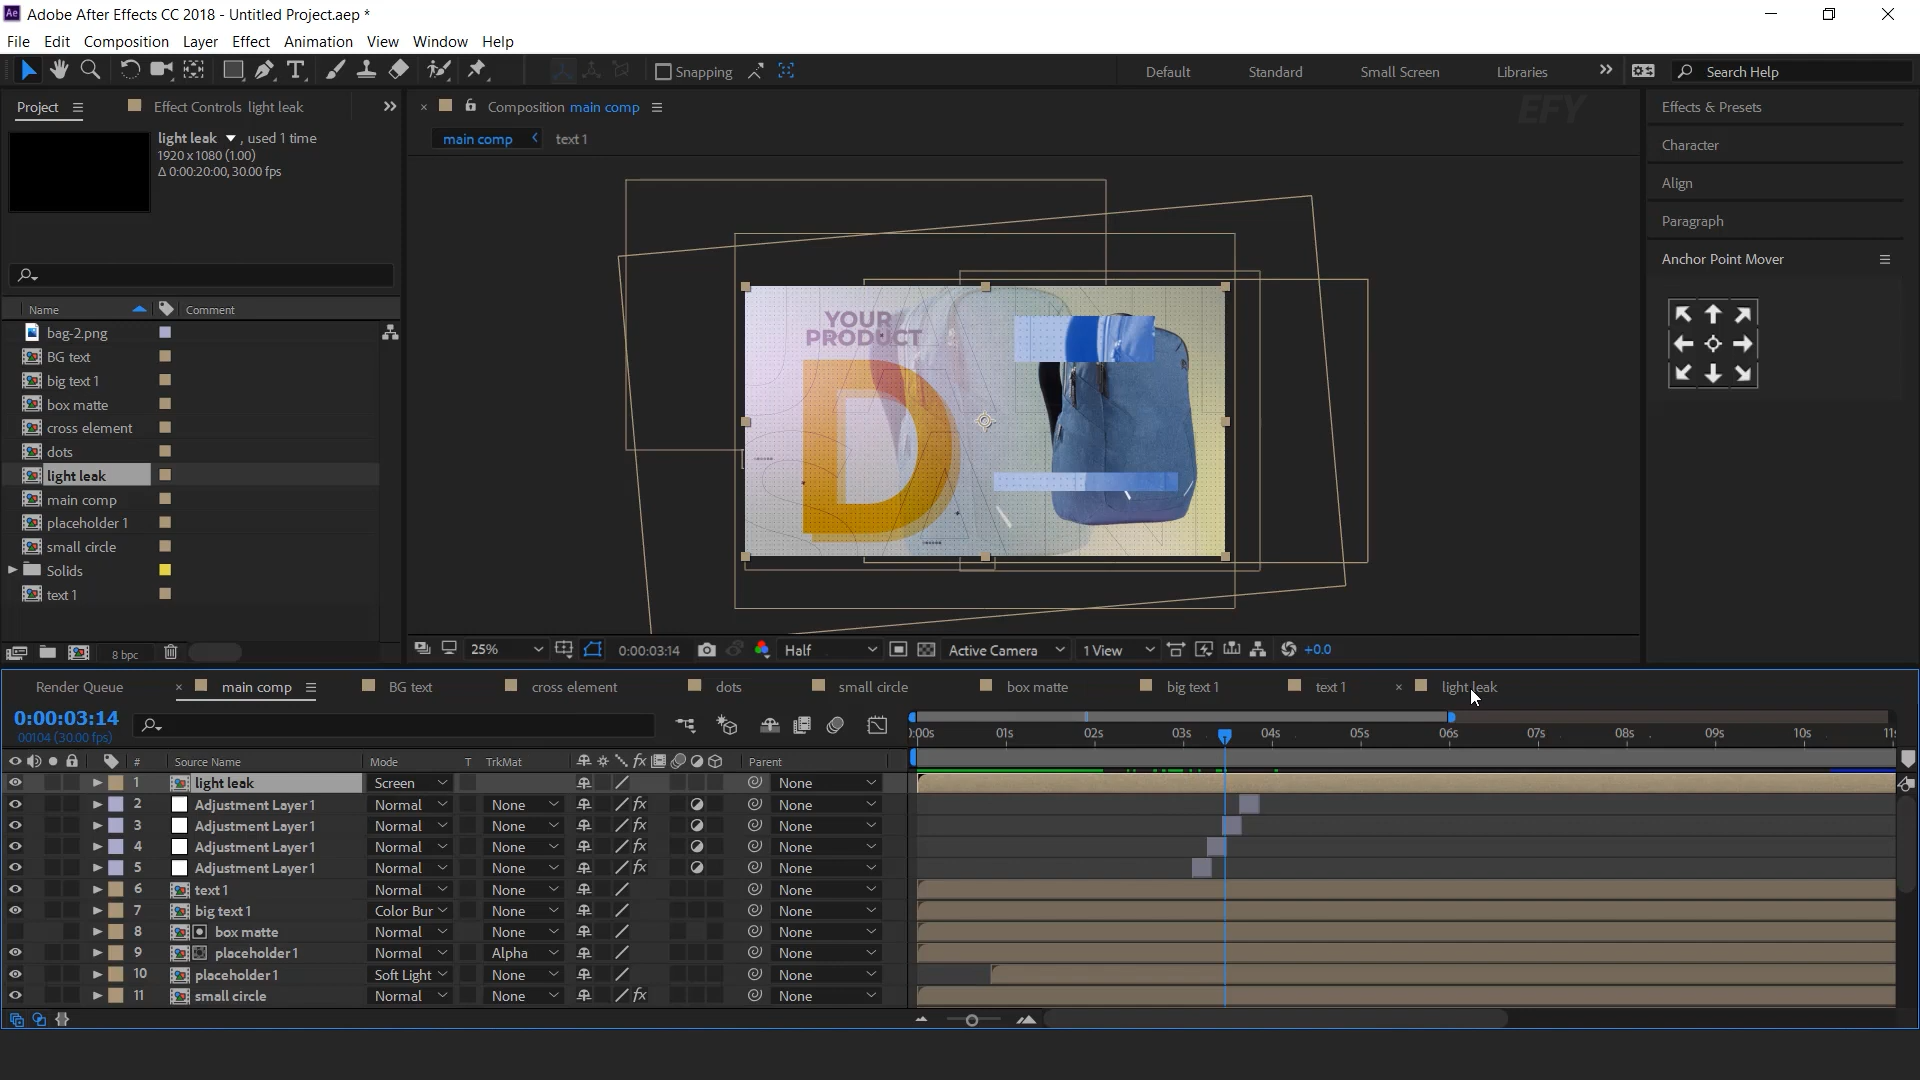 Ae Adobe After Effects CC 2018 - Untitled Project.aep *
File Edit Composition Layer Effect Animation View Window Help
Snapping Default Standard Small Screen Libraries Search Help
Project Effect Controls light leak
Composition main comp
EFY
Effects & Presets
light leak , used 1 time
1920 x 1080 (1.00)
Δ 0:00:20:00, 30.00 fps
main comp text 1
Character
Align
Paragraph
Anchor Point Mover
Name Comment
bag-2.png
BG text
big text 1
box matte
cross element
dots
light leak
main comp
placeholder 1
small circle
Solids
text 1
YOUR
PRODUCT
D
8 bpc
25% 0:00:03:14 Half Active Camera 1 View +0.0
Render Queue main comp BG text cross element dots small circle box matte big text 1 text 1 light leak
0:00:03:14
00104 (30.00 fps)
):00s 01s 02s 03s 04s 05s 06s 07s 08s 09s 10s 11s
# Source Name Mode T TrkMat fx Parent
1 light leak Screen None
2 Adjustment Layer 1 Normal None fx None
3 Adjustment Layer 1 Normal None fx None
4 Adjustment Layer 1 Normal None fx None
5 Adjustment Layer 1 Normal None fx None
6 text 1 Normal None None
7 big text 1 Color Bur None None
8 box matte Normal None None
9 placeholder 1 Normal Alpha None
10 placeholder 1 Soft Light None None
11 small circle Normal None fx None